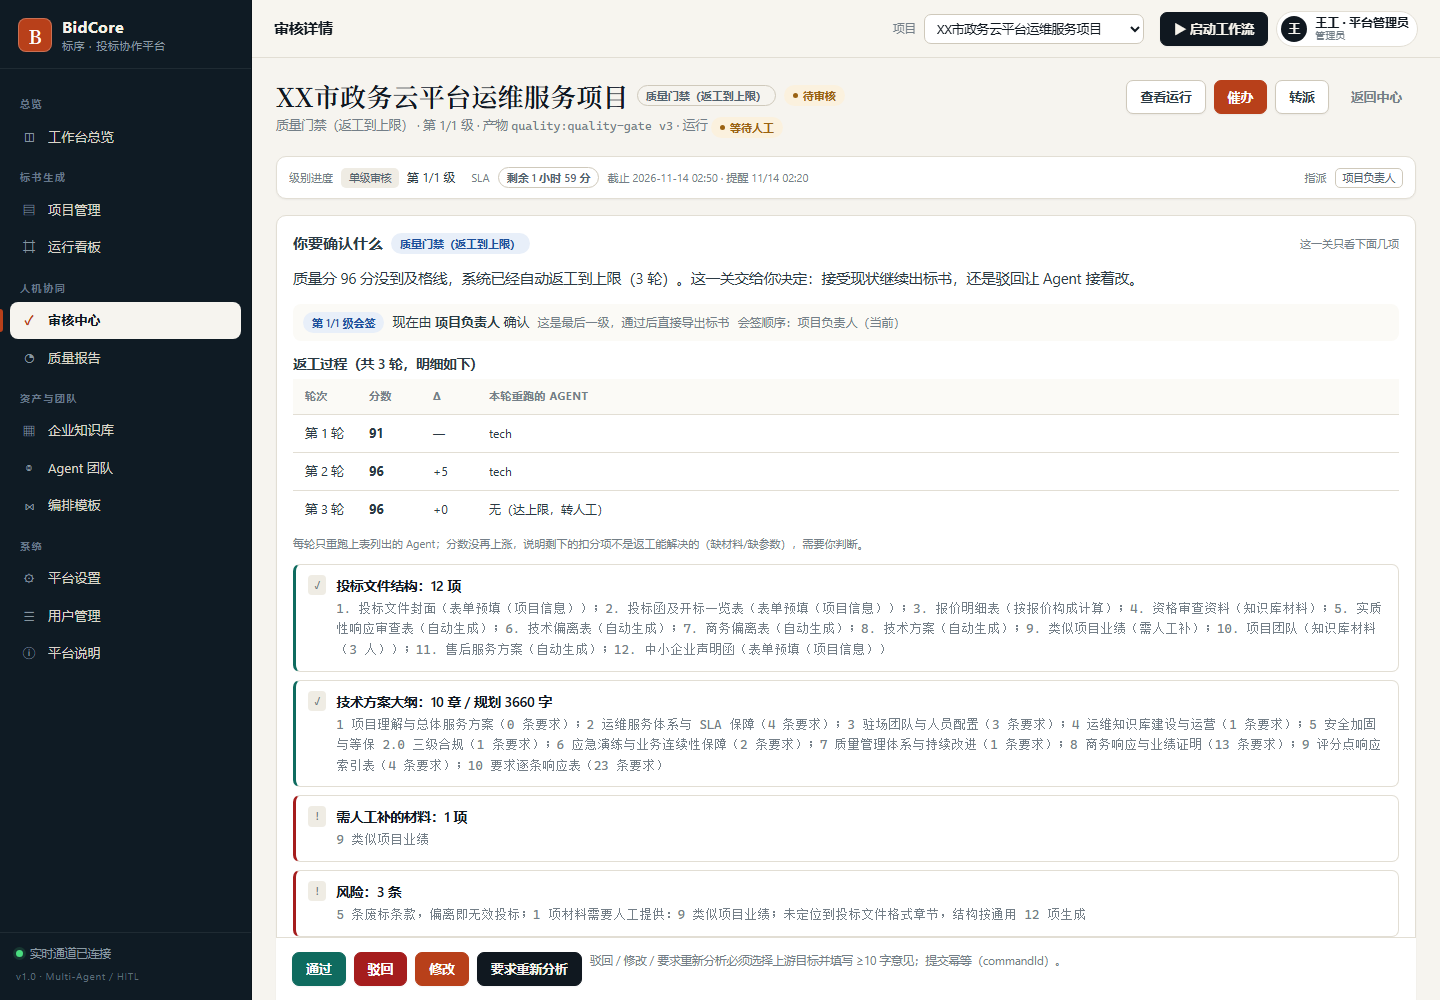 B
BidCore
标序 · 投标协作平台
总览
工作台总览
标书生成
项目管理
运行看板
人机协同
审核中心
质量报告
资产与团队
企业知识库
Agent 团队
编排模板
系统
平台设置
用户管理
平台说明
实时通道已连接
v1.0 · Multi-Agent / HITL
审核详情
项目
XX市政务云平台运维服务项目
▶ 启动工作流
王
王工 · 平台管理员
管理员
XX市政务云平台运维服务项目
质量门禁（返工到上限）
待审核
查看运行
催办
转派
返回中心
质量门禁（返工到上限） · 第 1/1 级 · 产物 quality:quality-gate v3 · 运行
等待人工
级别进度
单级审核
第 1/1 级
SLA
剩余 1 小时 59 分
截止 2026-11-14 02:50 · 提醒 11/14 02:20
指派
项目负责人
你要确认什么
质量门禁（返工到上限）
这一关只看下面几项
质量分 96 分没到及格线，系统已经自动返工到上限（3 轮）。这一关交给你决定：接受现状继续出标书，还是驳回让 Agent 接着改。
第 1/1 级会签
现在由 项目负责人 确认
这是最后一级，通过后直接导出标书
会签顺序：项目负责人（当前）
返工过程（共 3 轮，明细如下）
轮次 分数 Δ 本轮重跑的 AGENT
第 1 轮 91 — tech
第 2 轮 96 +5 tech
第 3 轮 96 +0 无（达上限，转人工）
每轮只重跑上表列出的 Agent；分数没再上涨，说明剩下的扣分项不是返工能解决的（缺材料/缺参数），需要你判断。
✓
投标文件结构：12 项
1. 投标文件封面（表单预填（项目信息））；2. 投标函及开标一览表（表单预填（项目信息））；3. 报价明细表（按报价构成计算）；4. 资格审查资料（知识库材料）；5. 实质
性响应审查表（自动生成）；6. 技术偏离表（自动生成）；7. 商务偏离表（自动生成）；8. 技术方案（自动生成）；9. 类似项目业绩（需人工补）；10. 项目团队（知识库材料
（3 人））；11. 售后服务方案（自动生成）；12. 中小企业声明函（表单预填（项目信息））
✓
技术方案大纲：10 章 / 规划 3660 字
1 项目理解与总体服务方案（0 条要求）；2 运维服务体系与 SLA 保障（4 条要求）；3 驻场团队与人员配置（3 条要求）；4 运维知识库建设与运营（1 条要求）；5 安全加固
与等保 2.0 三级合规（1 条要求）；6 应急演练与业务连续性保障（2 条要求）；7 质量管理体系与持续改进（1 条要求）；8 商务响应与业绩证明（13 条要求）；9 评分点响应
索引表（4 条要求）；10 要求逐条响应表（23 条要求）
!
需人工补的材料：1 项
9 类似项目业绩
!
风险：3 条
5 条废标条款，偏离即无效投标；1 项材料需要人工提供：9 类似项目业绩；未定位到投标文件格式章节，结构按通用 12 项生成
通过
驳回
修改
要求重新分析
驳回 / 修改 / 要求重新分析必须选择上游目标并填写 ≥10 字意见；提交幂等（commandId）。